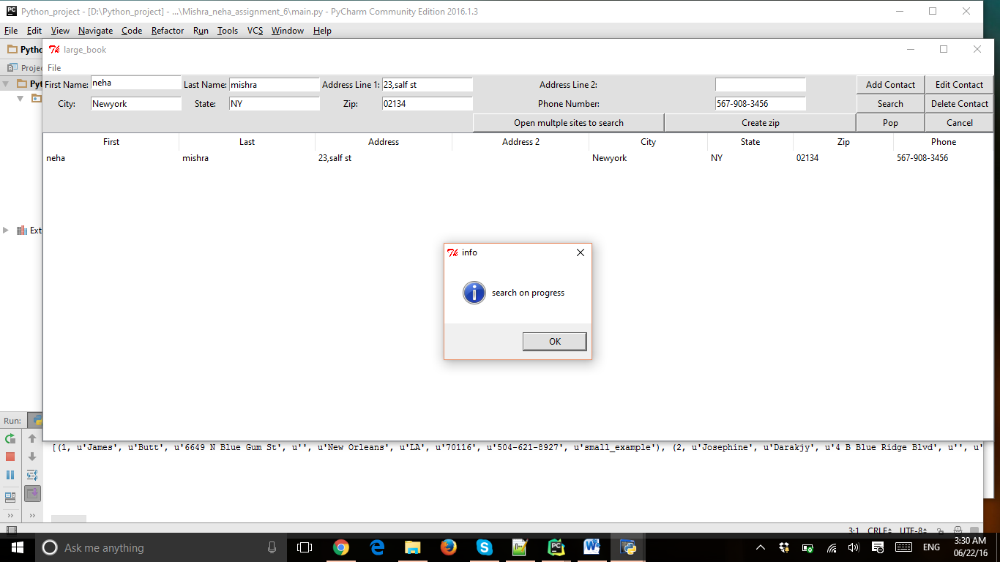 Python_project - [D:\Python_project] - ...\Mishra_neha_assignment_6\main.py - PyCharm Community Edition 2016.1.3
File Edit View Navigate Code Refactor Run Tools VCS Window Help
Pytho
large_book
Proje
File
Pyt
First Name: neha Last Name: mishra Address Line 1: 23,salf st Address Line 2: Add Contact Edit Contact
City: Newyork State: NY Zip: 02134 Phone Number: 567-908-3456 Search Delete Contact
Open multple sites to search Create zip Pop Cancel
First Last Address Address 2 City State Zip Phone
neha mishra 23,salf st Newyork NY 02134 567-908-3456
Ext
info
search on progress
OK
Run:
[(1, u'James', u'Butt', u'6649 N Blue Gum St', u'', u'New Orleans', u'LA', u'70116', u'504-621-8927', u'small_example'), (2, u'Josephine', u'Darakjy', u'4 B Blue Ridge Blvd', u'', u'
3:1 CRLF UTF-8
Ask me anything
ENG
3:30 AM
06/22/16